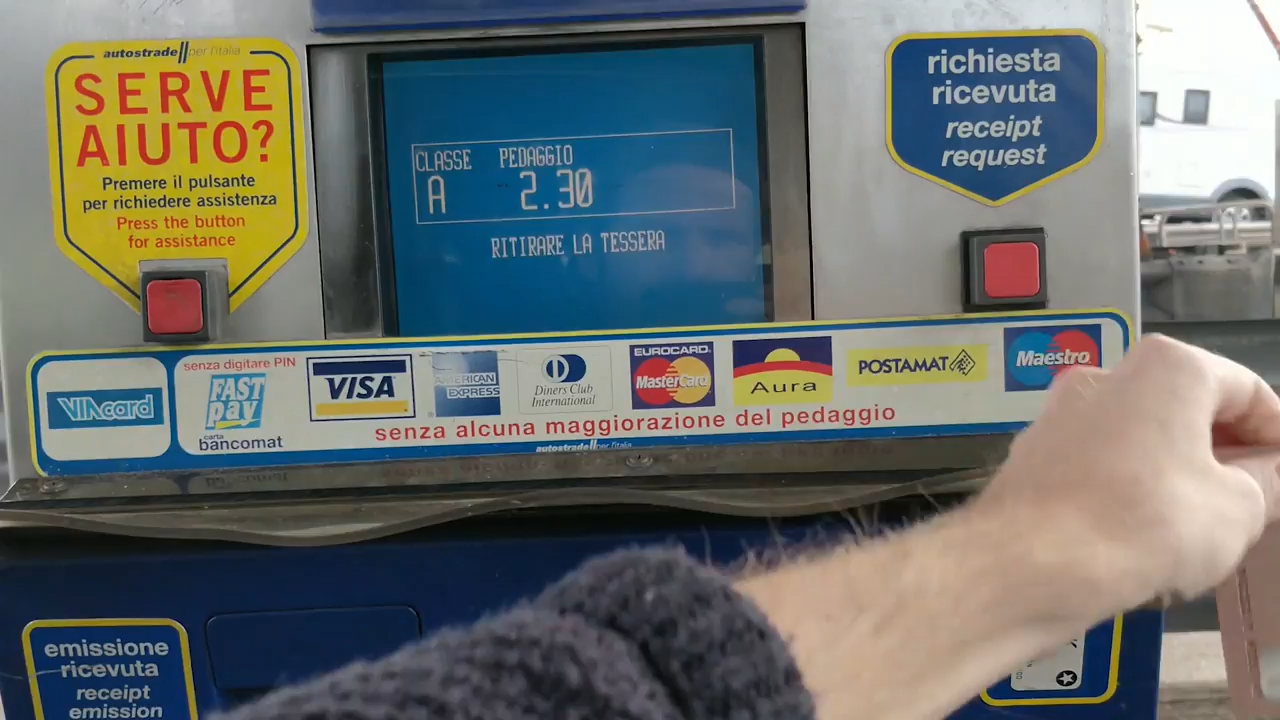 autostrade//per l'italia
SERVE
AIUTO?
Premere il pulsante
per richiedere assistenza
Press the button
for assistance
CLASSE PEDAGGIO
A 2.30
RITIRARE LA TESSERA
richiesta
ricevuta
receipt
request
VIAcard
senza digitare PIN
FAST
pay
carta
bancomat
VISA
AMERICAN
EXPRESS
Diners Club
International
EUROCARD
MasterCard
Aura
POSTAMAT
Maestro
senza alcuna maggiorazione del pedaggio
autostrade//per l'italia
emissione
ricevuta
receipt
emission